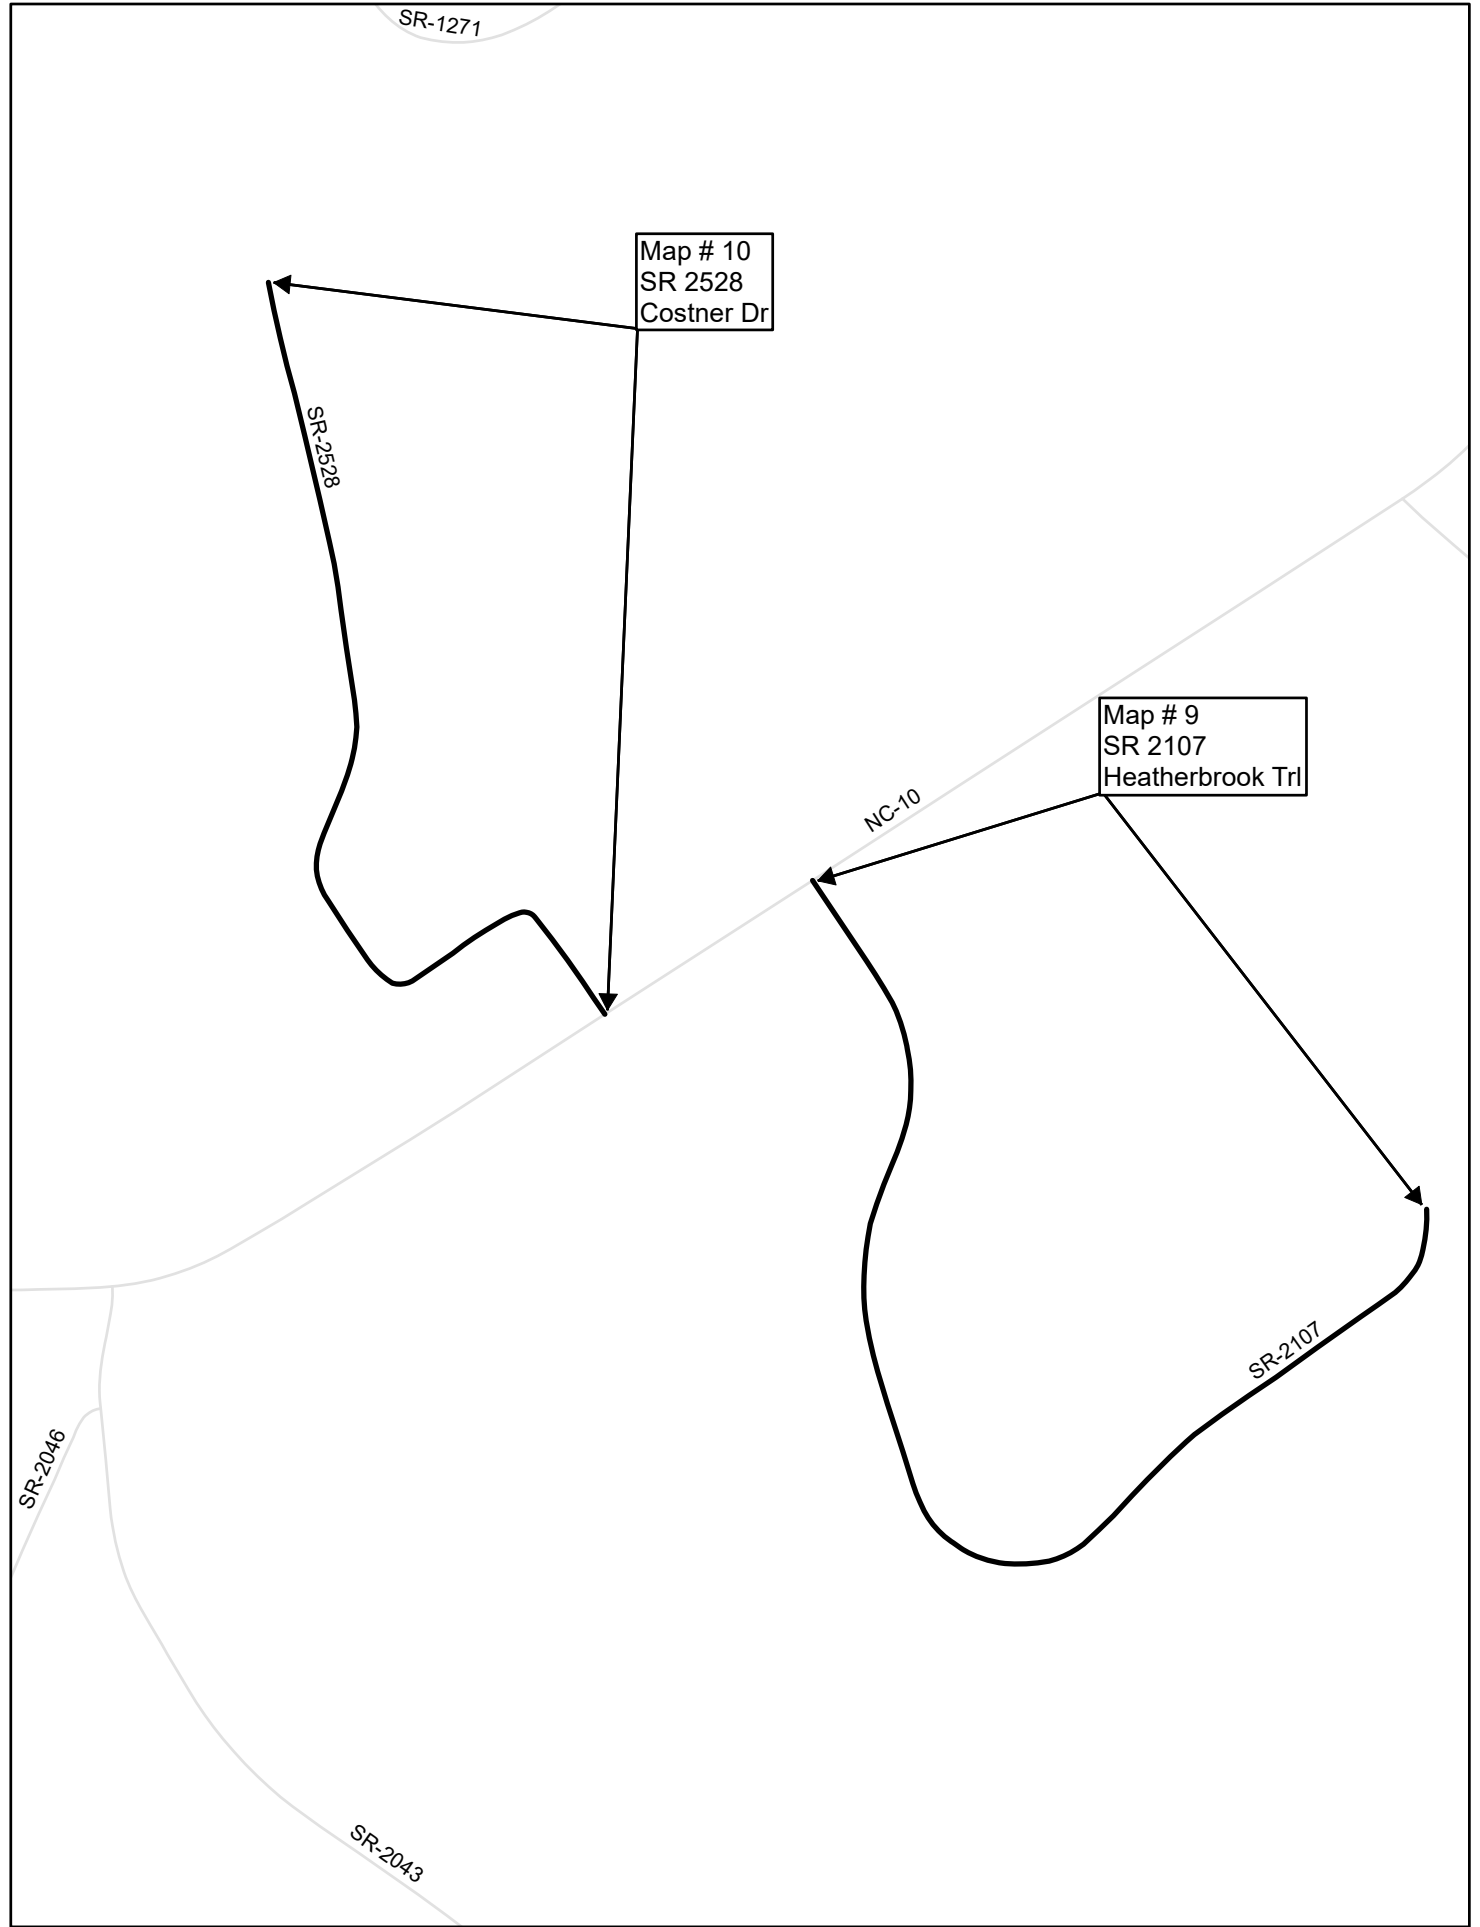 SR-1271
Map # 10
SR 2528
Costner Dr
SR-2528
Map # 9
SR 2107
Heatherbrook Trl
NC-10
SR-2107
SR-2046
SR-2043